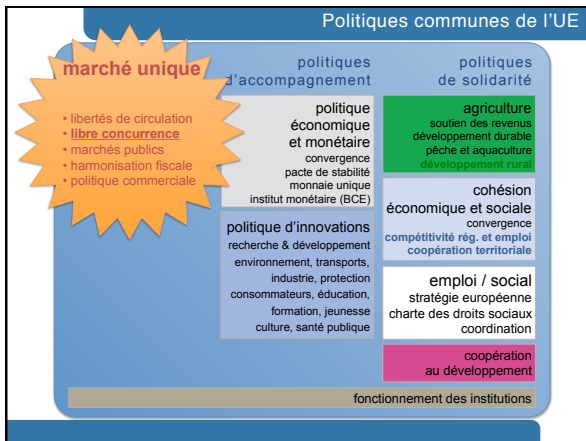 Politiques communes de l'UE
marché unique
• libertés de circulation
• libre concurrence
• marchés publics
• harmonisation fiscale
• politique commerciale
politiques
d'accompagnement
politique
économique
et monétaire
convergence
pacte de stabilité
monnaie unique
institut monétaire (BCE)
politique d'innovations
recherche & développement
environnement, transports,
industrie, protection
consommateurs, éducation,
formation, jeunesse
culture, santé publique
politiques
de solidarité
agriculture
soutien des revenus
développement durable
pêche et aquaculture
développement rural
cohésion
économique et sociale
convergence
compétitivité rég. et emploi
coopération territoriale
emploi / social
stratégie européenne
charte des droits sociaux
coordination
coopération
au développement
fonctionnement des institutions